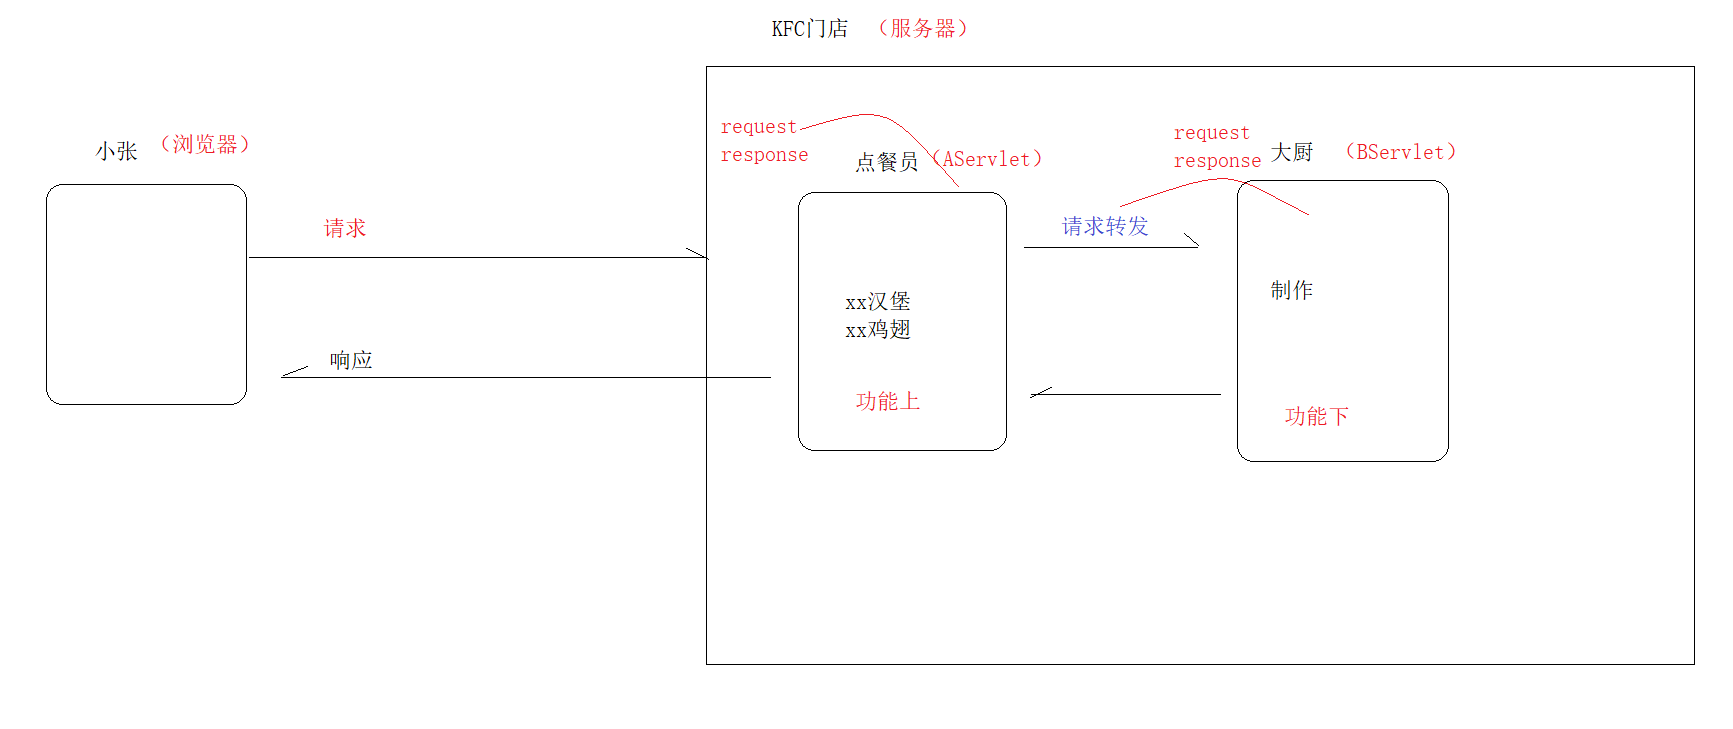 KFC门店 （服务器）
小张 （浏览器）
request
response
点餐员（AServlet）
request
response
大厨 （BServlet）
请求
请求转发
xx汉堡
xx鸡翅
制作
响应
功能上
功能下